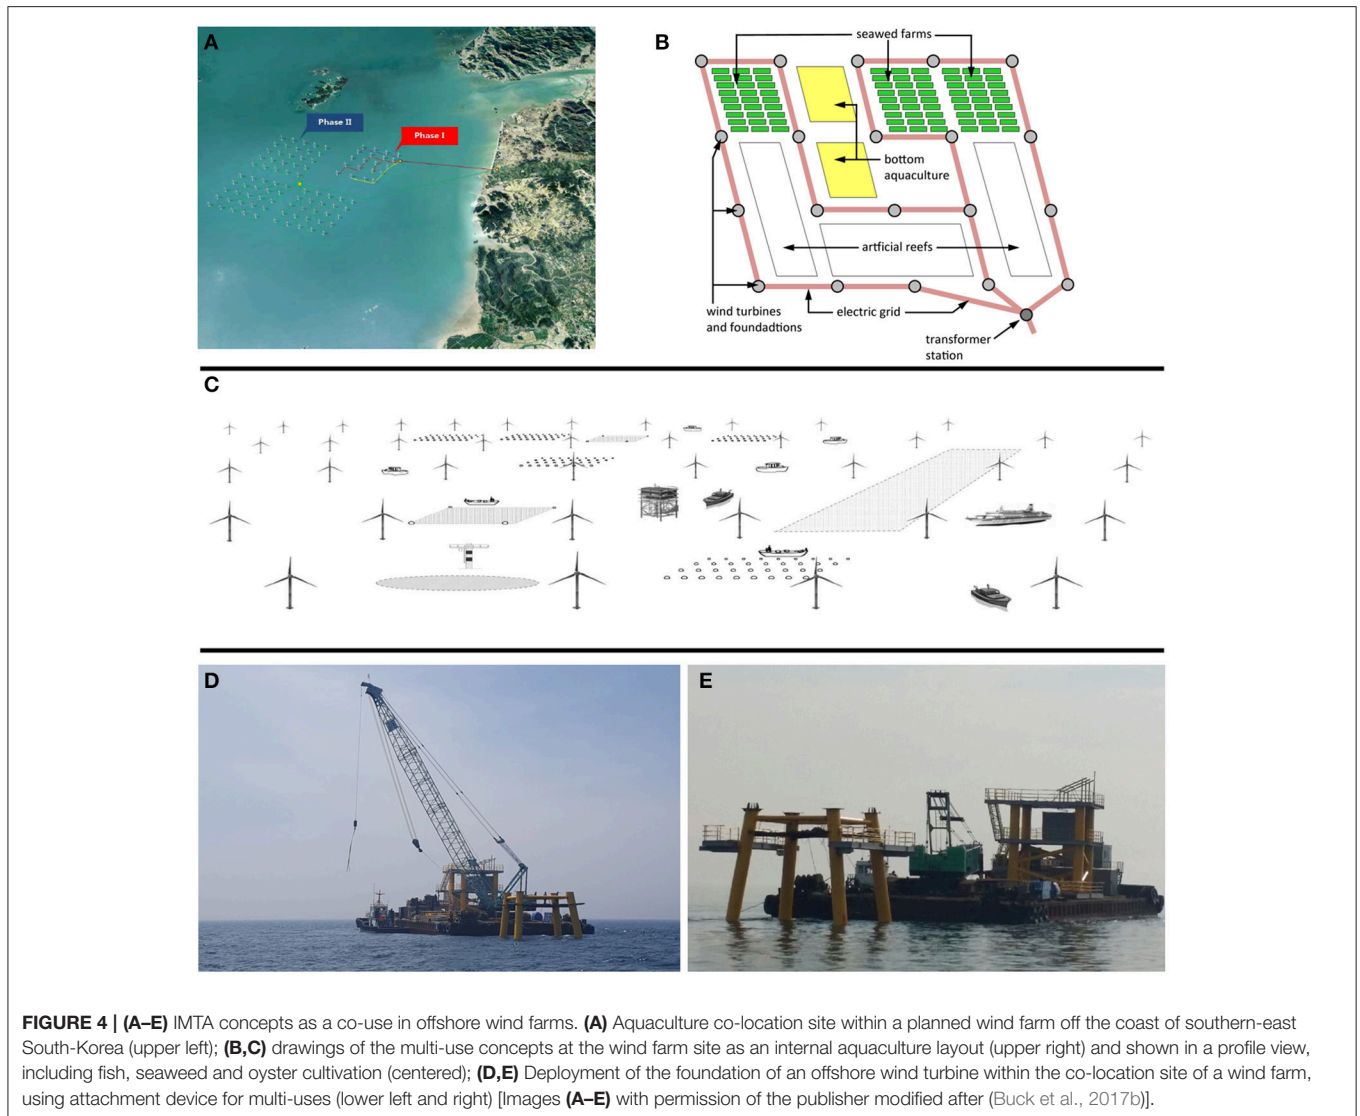 A
Phase II
Phase I
B
seawed farms
bottom
aquaculture
artficial reefs
wind turbines
and foundadtions
electric grid
transformer
station
C
D
E
FIGURE 4 | (A–E) IMTA concepts as a co-use in offshore wind farms. (A) Aquaculture co-location site within a planned wind farm off the coast of southern-east
South-Korea (upper left); (B,C) drawings of the multi-use concepts at the wind farm site as an internal aquaculture layout (upper right) and shown in a profile view,
including fish, seaweed and oyster cultivation (centered); (D,E) Deployment of the foundation of an offshore wind turbine within the co-location site of a wind farm,
using attachment device for multi-uses (lower left and right) [Images (A–E) with permission of the publisher modified after (Buck et al., 2017b)].